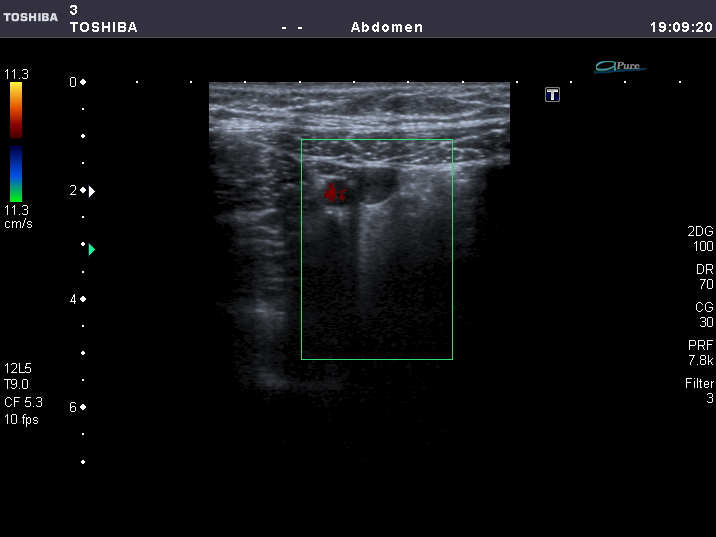 TOSHIBA
3
TOSHIBA - - Abdomen 19:09:20
aPure
T
11.3
11.3
cm/s
0
2
4
6
2DG
100
DR
70
CG
30
PRF
7.8k
Filter
3
12L5
T9.0
CF 5.3
10 fps